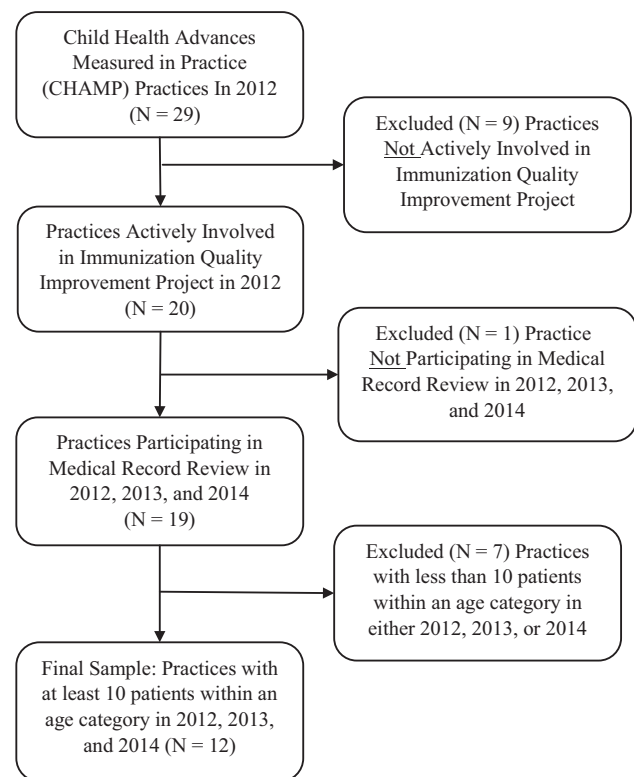 Child Health Advances
Measured in Practice
(CHAMP) Practices In 2012
(N = 29)
Excluded (N = 9) Practices
Not Actively Involved in
Immunization Quality
Improvement Project
Practices Actively Involved
in Immunization Quality
Improvement Project in 2012
(N = 20)
Excluded (N = 1) Practice
Not Participating in Medical
Record Review in 2012, 2013,
and 2014
Practices Participating in
Medical Record Review in
2012, 2013, and 2014
(N = 19)
Excluded (N = 7) Practices
with less than 10 patients
within an age category in
either 2012, 2013, or 2014
Final Sample: Practices with
at least 10 patients within an
age category in 2012, 2013,
and 2014 (N = 12)